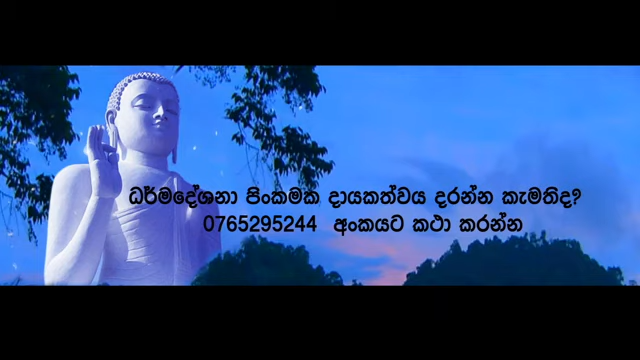 ධර්මදේශනා පිංකමක දායකත්වය දරන්න කැමතිද?
0765295244 අංකයට කථා කරන්න